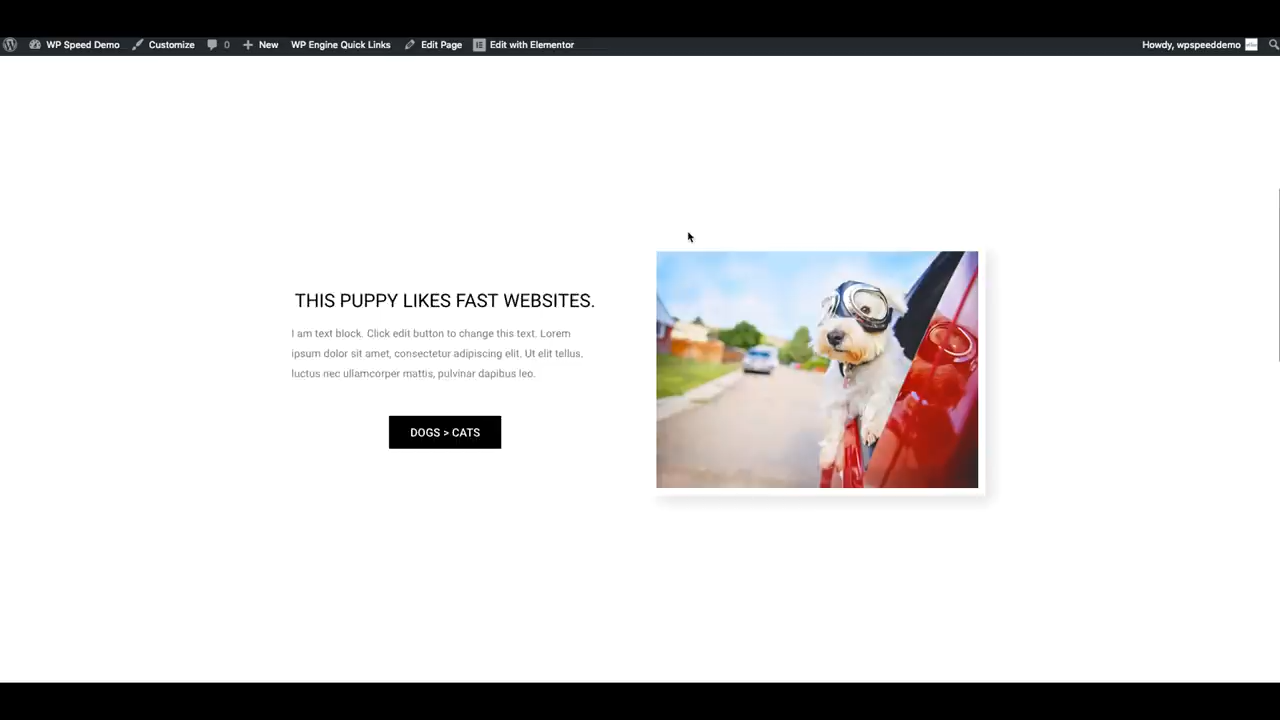 WP Speed Demo Customize 0 New WP Engine Quick Links Edit Page Edit with Elementor Howdy, wpspeeddemo
THIS PUPPY LIKES FAST WEBSITES.
I am text block. Click edit button to change this text. Lorem
ipsum dolor sit amet, consectetur adipiscing elit. Ut elit tellus,
luctus nec ullamcorper mattis, pulvinar dapibus leo.
DOGS > CATS